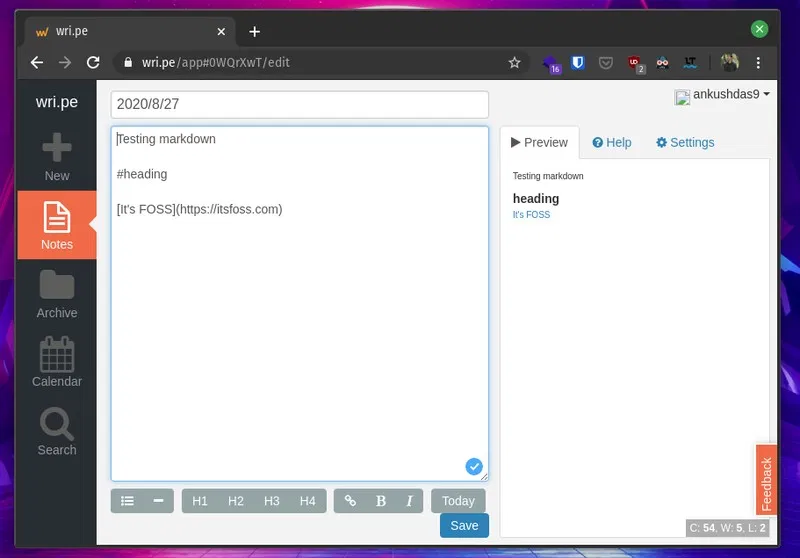 wri.pe
wri.pe/app#0WQrXwT/edit
16
2
wri.pe
New
Notes
Archive
Calendar
Search
2020/8/27
Testing markdown
#heading
[It's FOSS](https://itsfoss.com)
H1 H2 H3 H4 B I Today
Save
ankushdas9
Preview Help Settings
Testing markdown
heading
It's FOSS
Feedback
C: 54, W: 5, L: 2